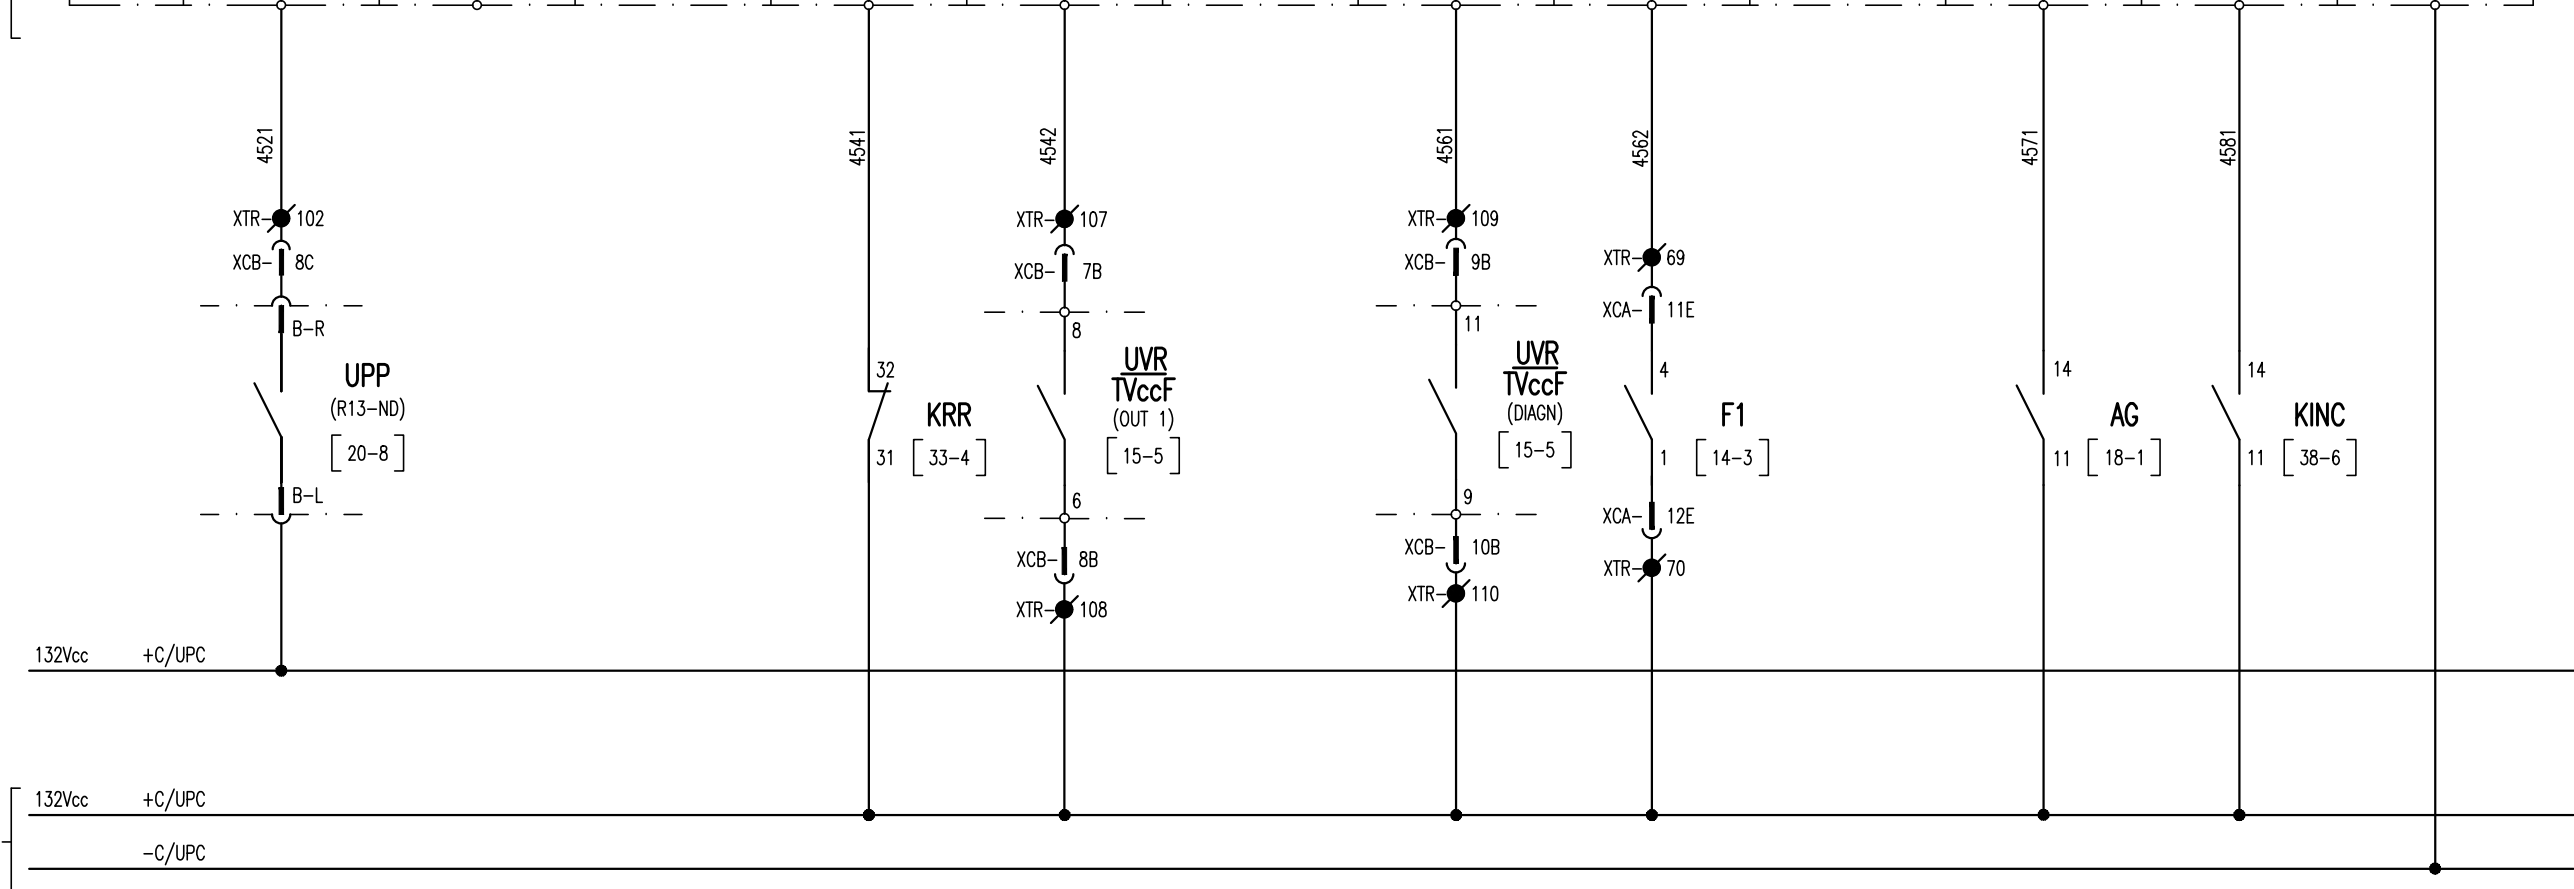 4521
4541
4542
4561
4562
4571
4581
XTR- 102
XTR- 107
XTR- 109
XTR- 69
XCB- 8C
XCB- 7B
XCB- 9B
XCA- 11E
B-R
8
11
UPP
(R13-ND)
[20-8]
B-L
32
KRR
31
[33-4]
UVR
TVccF
(OUT 1)
[15-5]
6
UVR
TVccF
(DIAGN)
[15-5]
9
4
F1
1
[14-3]
14
AG
11
[18-1]
14
KINC
11
[38-6]
XCB- 8B
XCB- 10B
XCA- 12E
XTR- 108
XTR- 110
XTR- 70
132Vcc +C/UPC
132Vcc +C/UPC
-C/UPC